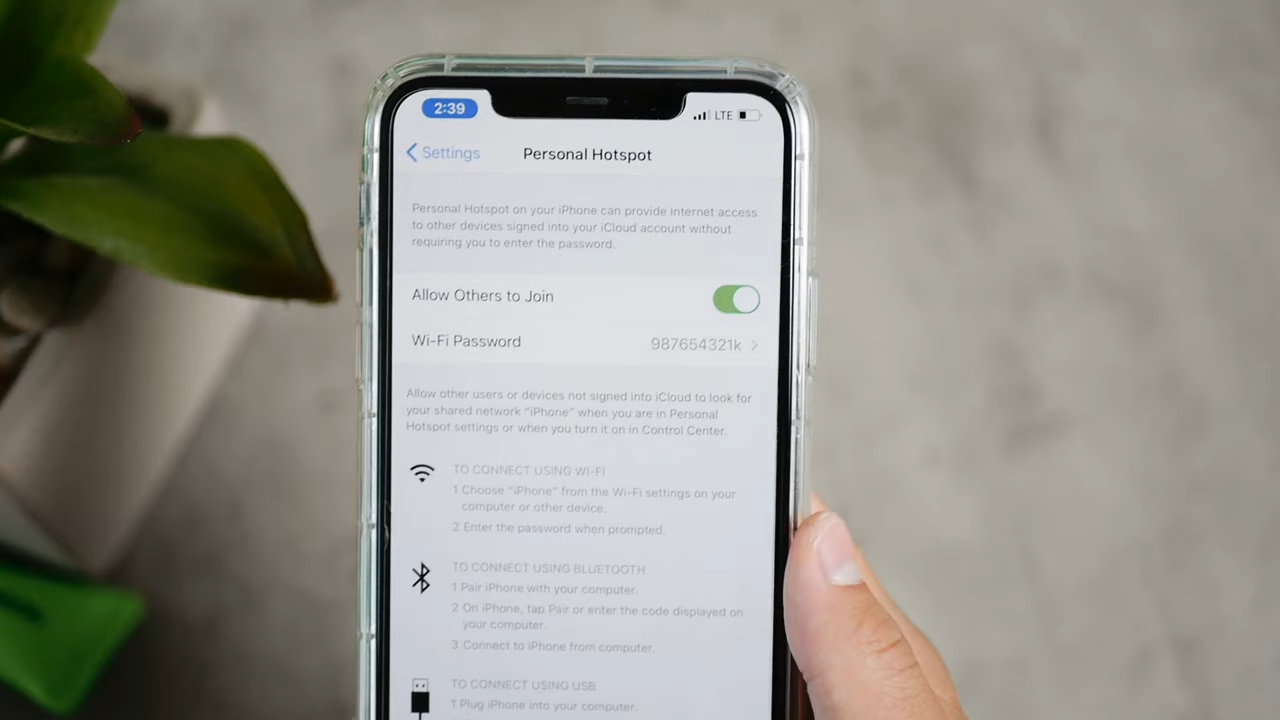 2:39
LTE
Settings
Personal Hotspot
Personal Hotspot on your iPhone can provide Internet access
to other devices signed into your iCloud account without
requiring you to enter the password.
Allow Others to Join
Wi-Fi Password 987654321k
Allow other users or devices not signed into iCloud to look for
your shared network “iPhone” when you are in Personal
Hotspot settings or when you turn it on in Control Center.
TO CONNECT USING WI-FI
1 Choose “iPhone” from the Wi-Fi settings on your
computer or other device.
2 Enter the password when prompted.
TO CONNECT USING BLUETOOTH
1 Pair iPhone with your computer.
2 On iPhone, tap Pair or enter the code displayed on
your computer.
3 Connect to iPhone from computer.
TO CONNECT USING USB
1 Plug iPhone into your computer.